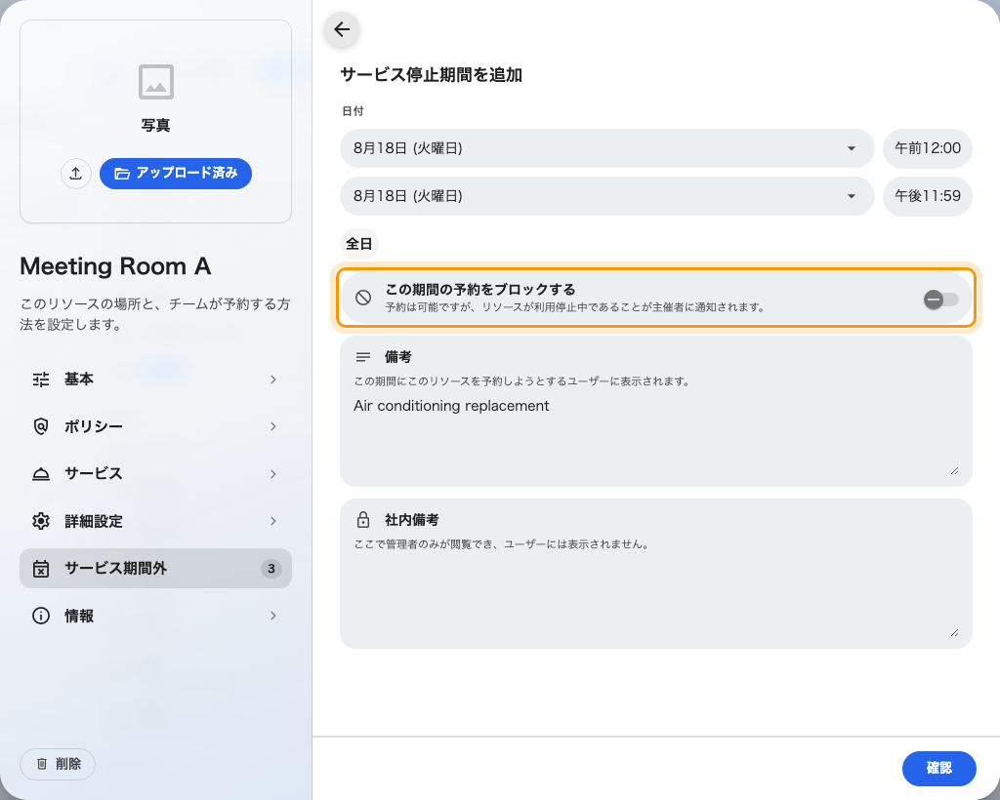 写真
アップロード済み
Meeting Room A
このリソースの場所と、チームが予約する方
法を設定します。
基本
ポリシー
サービス
詳細設定
サービス期間外
3
情報
削除
サービス停止期間を追加
日付
8月18日 (火曜日)
午前12:00
8月18日 (火曜日)
午後11:59
全日
この期間の予約をブロックする
予約は可能ですが、リソースが利用停止中であることが主催者に通知されます。
備考
この期間にこのリソースを予約しようとするユーザーに表示されます。
Air conditioning replacement
社内備考
ここで管理者のみが閲覧でき、ユーザーには表示されません。
確認